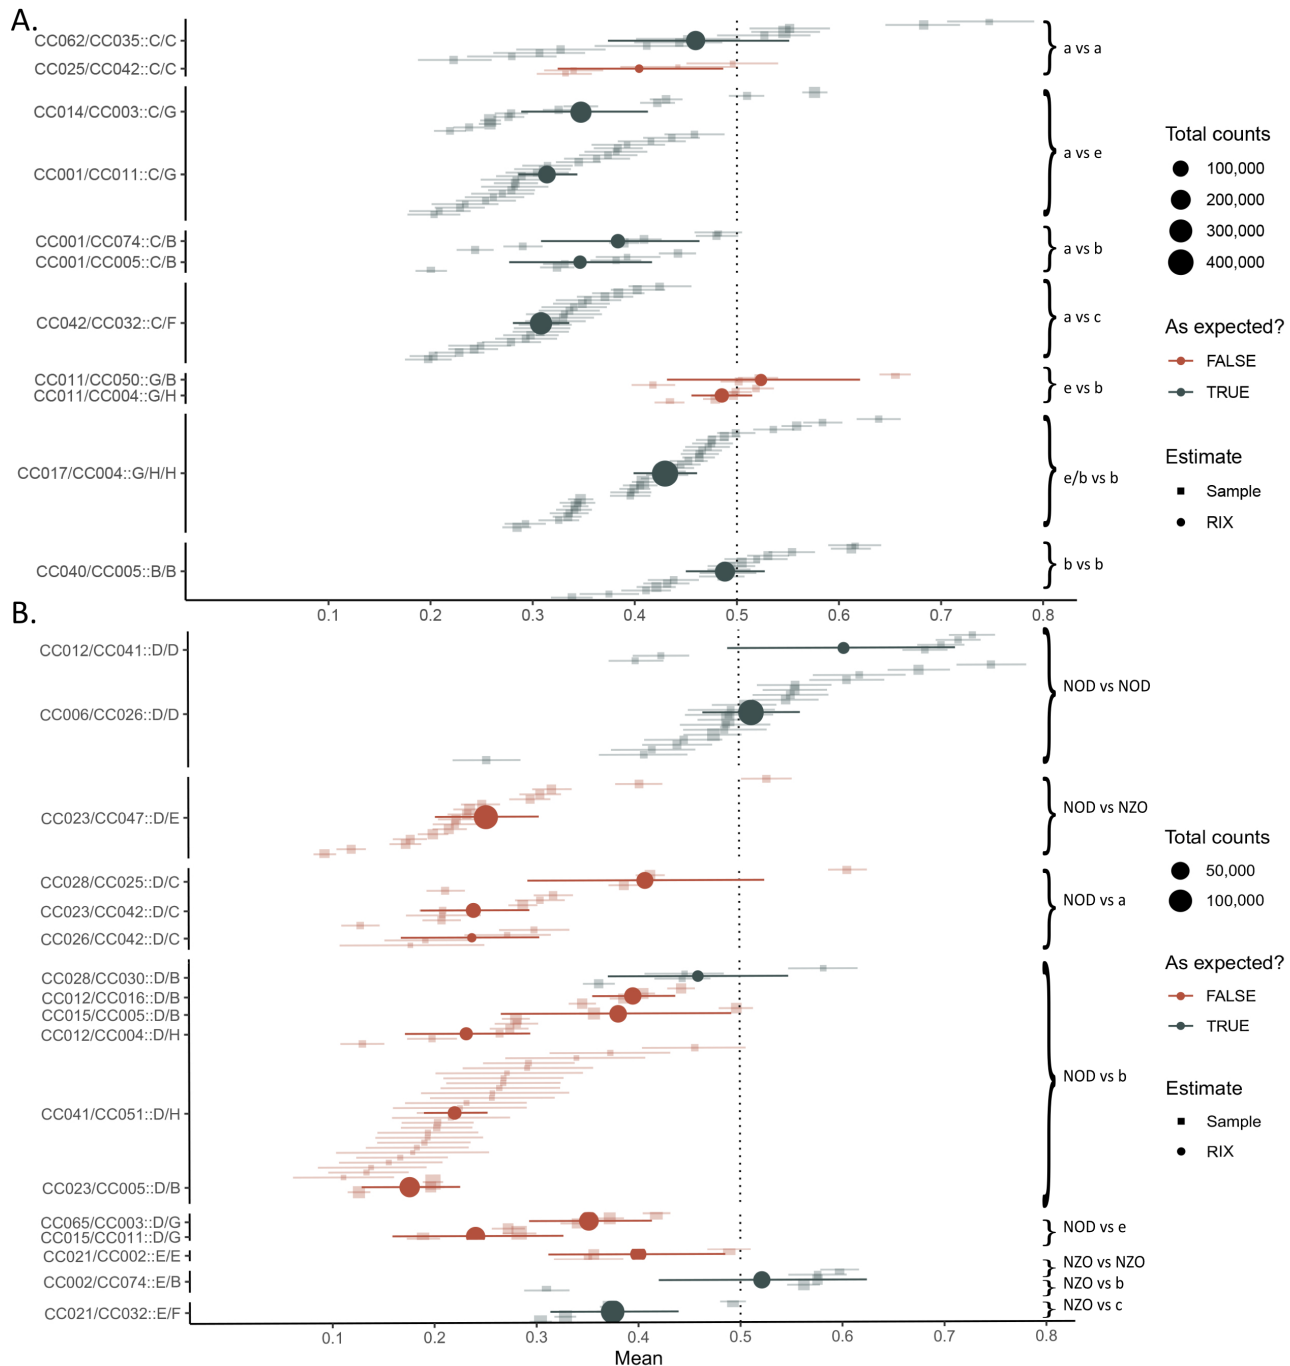 A.
CC062/CC035::C/C
a vs a
CC025/CC042::C/C
CC014/CC003::C/G
a vs e
CC001/CC011::C/G
CC001/CC074::C/B
a vs b
CC001/CC005::C/B
CC042/CC032::C/F
a vs c
CC011/CC050::G/B
e vs b
CC011/CC004::G/H
CC017/CC004::G/H/H
e/b vs b
CC040/CC005::B/B
b vs b
0.1 0.2 0.3 0.4 0.5 0.6 0.7 0.8
Total counts
100,000
200,000
300,000
400,000
As expected?
FALSE
TRUE
Estimate
Sample
RIX
B.
CC012/CC041::D/D
NOD vs NOD
CC006/CC026::D/D
CC023/CC047::D/E
NOD vs NZO
CC028/CC025::D/C
NOD vs a
CC023/CC042::D/C
CC026/CC042::D/C
CC028/CC030::D/B
CC012/CC016::D/B
CC015/CC005::D/B
CC012/CC004::D/H
NOD vs b
CC041/CC051::D/H
CC023/CC005::D/B
CC065/CC003::D/G
NOD vs e
CC015/CC011::D/G
CC021/CC002::E/E
NZO vs NZO
CC002/CC074::E/B
NZO vs b
CC021/CC032::E/F
NZO vs c
0.1 0.2 0.3 0.4 0.5 0.6 0.7 0.8
Mean
Total counts
50,000
100,000
As expected?
FALSE
TRUE
Estimate
Sample
RIX